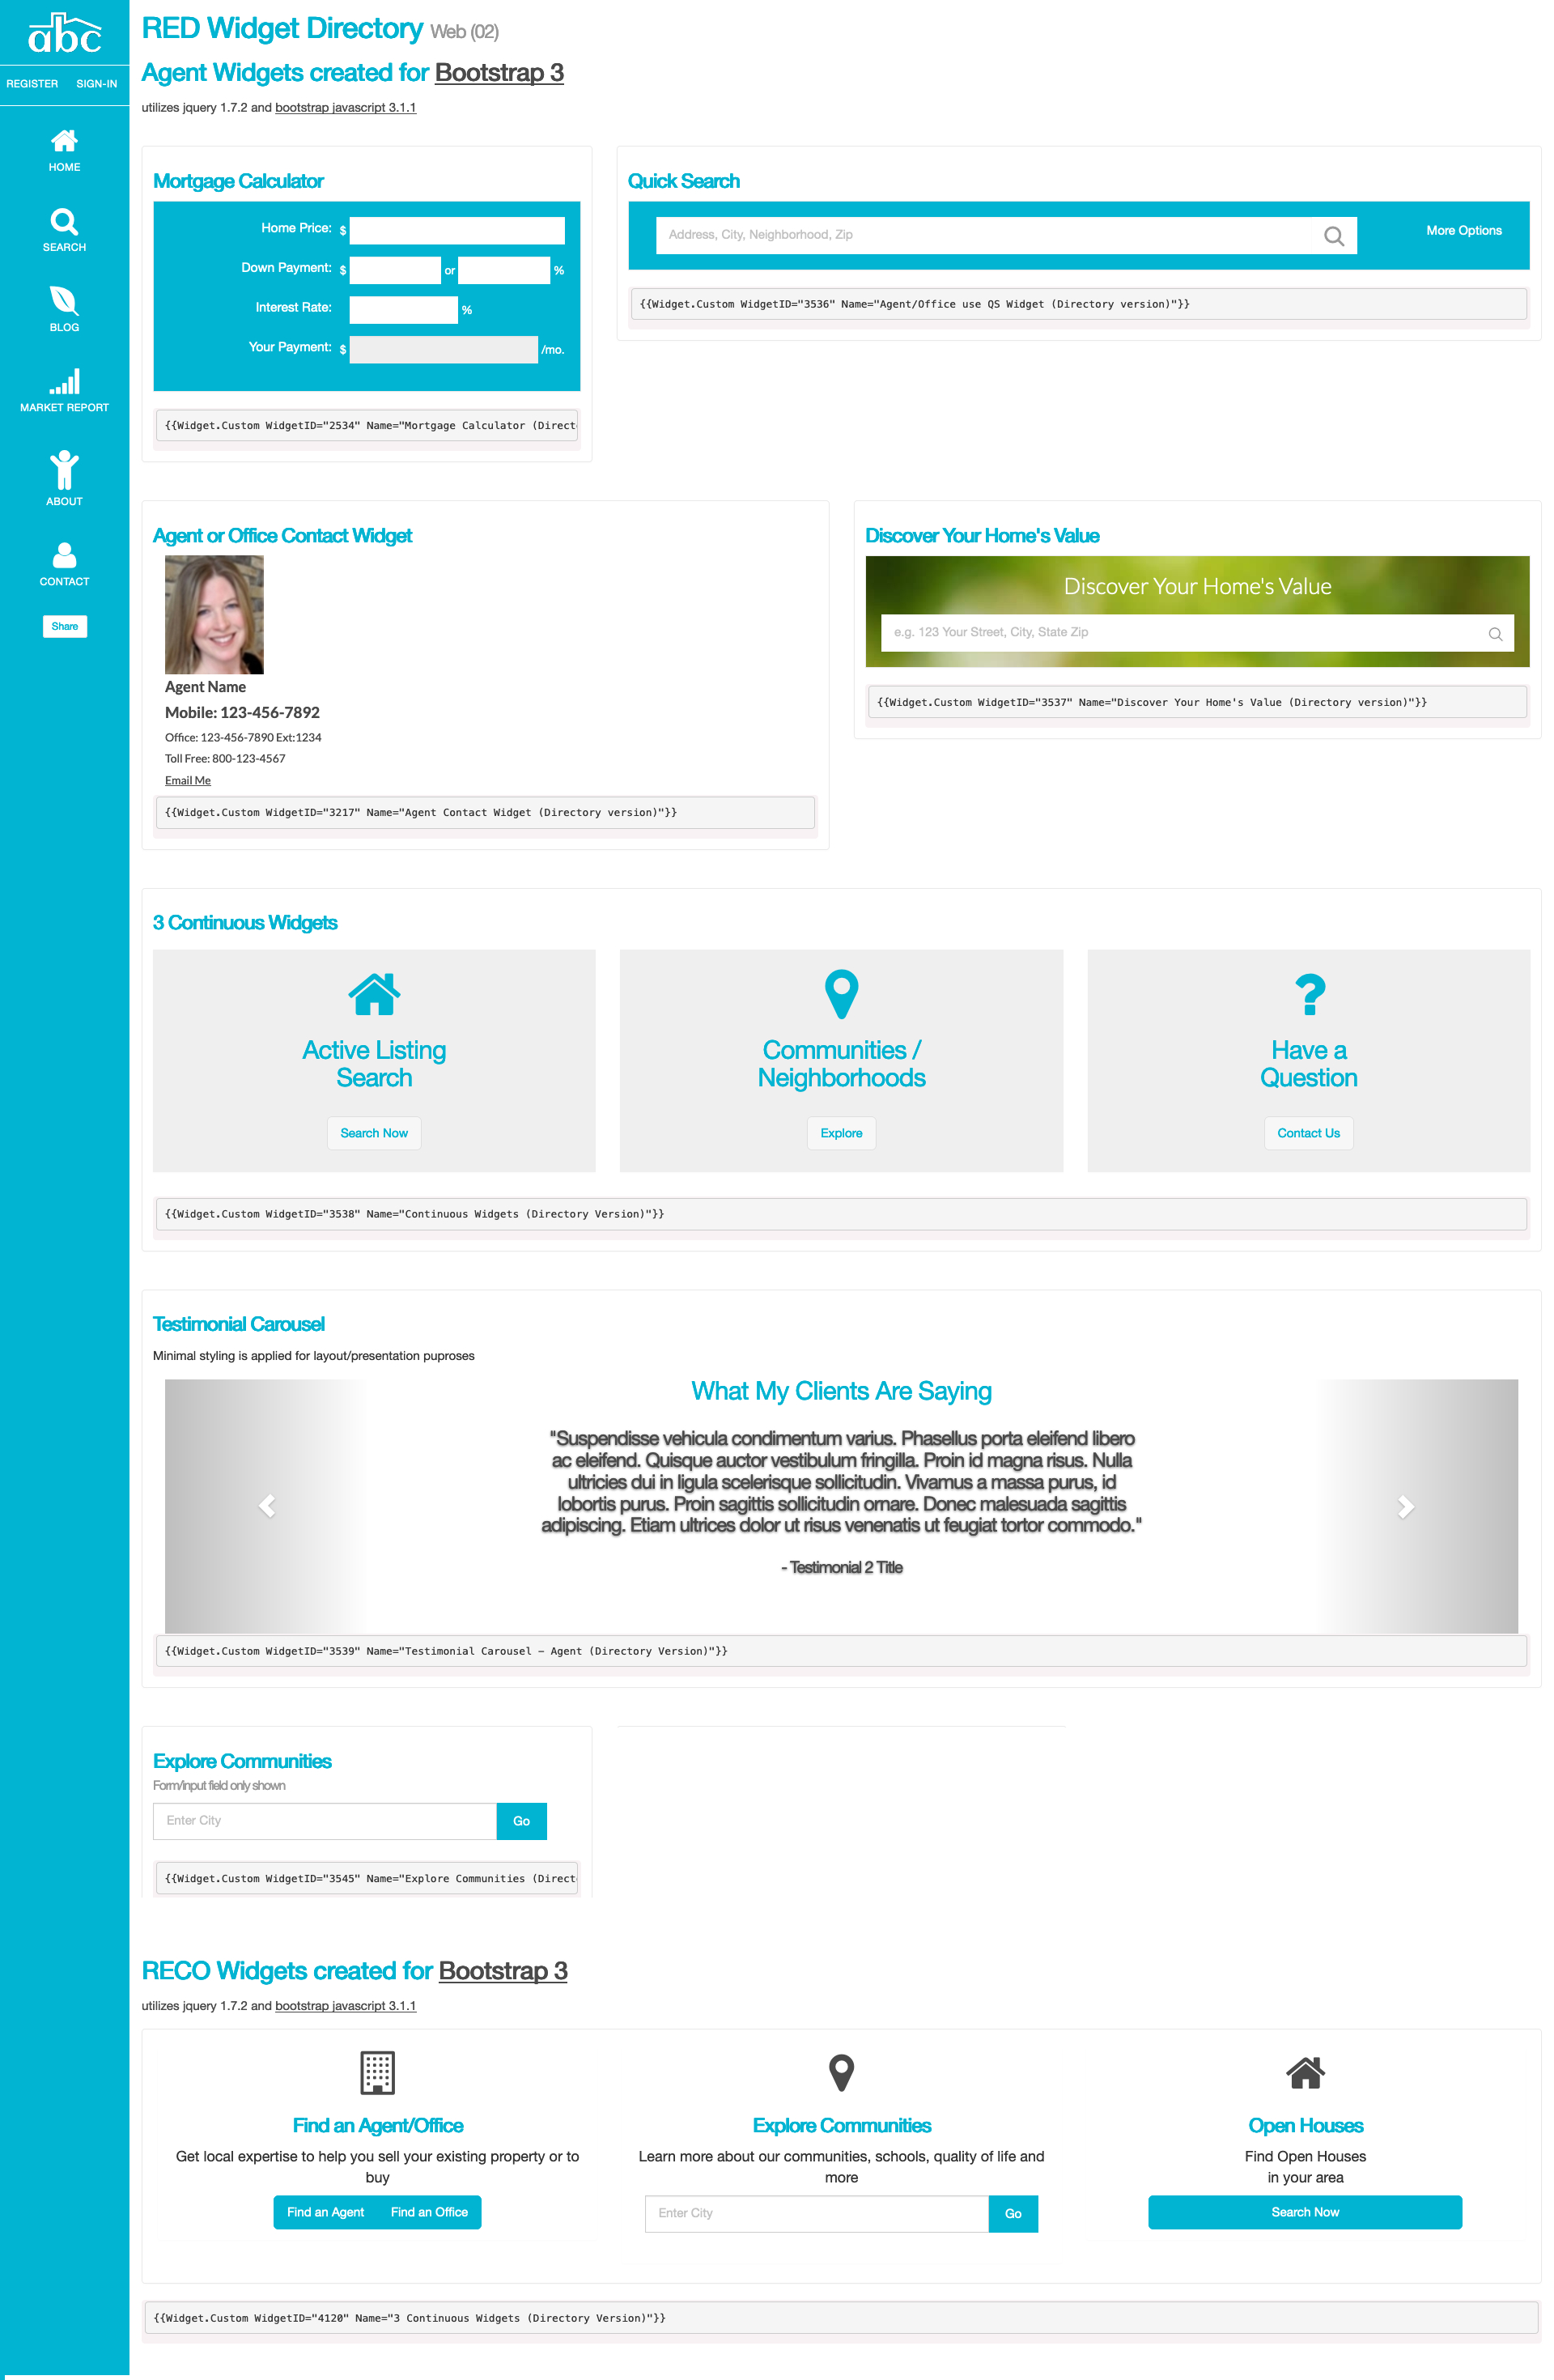 abc
REGISTER SIGN-IN
HOME
SEARCH
BLOG
MARKET REPORT
ABOUT
CONTACT
Share
RED Widget Directory Web (02)
Agent Widgets created for Bootstrap 3
utilizes jquery 1.7.2 and bootstrap javascript 3.1.1
Mortgage Calculator
Home Price: $
Down Payment: $ or %
Interest Rate: %
Your Payment: $ /mo.
{{Widget.Custom WidgetID="2534" Name="Mortgage Calculator (Direct
Quick Search
Address, City, Neighborhood, Zip
More Options
{{Widget.Custom WidgetID="3536" Name="Agent/Office use QS Widget (Directory version)"}}
Agent or Office Contact Widget
Agent Name
Mobile: 123-456-7892
Office: 123-456-7890 Ext:1234
Toll Free: 800-123-4567
Email Me
{{Widget.Custom WidgetID="3217" Name="Agent Contact Widget (Directory version)"}}
Discover Your Home's Value
Discover Your Home's Value
e.g. 123 Your Street, City, State Zip
{{Widget.Custom WidgetID="3537" Name="Discover Your Home's Value (Directory version)"}}
3 Continuous Widgets
Active Listing
Search
Search Now
Communities /
Neighborhoods
Explore
Have a
Question
Contact Us
{{Widget.Custom WidgetID="3538" Name="Continuous Widgets (Directory Version)"}}
Testimonial Carousel
Minimal styling is applied for layout/presentation puproses
What My Clients Are Saying
"Suspendisse vehicula condimentum varius. Phasellus porta eleifend libero
ac eleifend. Quisque auctor vestibulum fringilla. Proin id magna risus. Nulla
ultricies dui in ligula scelerisque sollicitudin. Vivamus a massa purus, id
lobortis purus. Proin sagittis sollicitudin ornare. Donec malesuada sagittis
adipiscing. Etiam ultrices dolor ut risus venenatis ut feugiat tortor commodo."
- Testimonial 2 Title
{{Widget.Custom WidgetID="3539" Name="Testimonial Carousel – Agent (Directory Version)"}}
Explore Communities
Form/input field only shown
Enter City
Go
{{Widget.Custom WidgetID="3545" Name="Explore Communities (Direct
RECO Widgets created for Bootstrap 3
utilizes jquery 1.7.2 and bootstrap javascript 3.1.1
Find an Agent/Office
Get local expertise to help you sell your existing property or to
buy
Find an Agent Find an Office
Explore Communities
Learn more about our communities, schools, quality of life and
more
Enter City
Go
Open Houses
Find Open Houses
in your area
Search Now
{{Widget.Custom WidgetID="4120" Name="3 Continuous Widgets (Directory Version)"}}